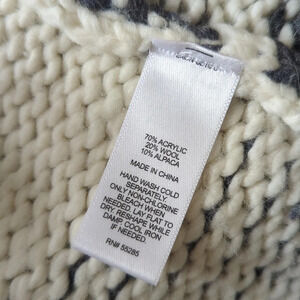 70% ACRYLIC
20% WOOL
10% ALPACA
MADE IN CHINA
HAND WASH COLD
SEPARATELY.
ONLY NON-CHLORINE
BLEACH WHEN
NEEDED. LAY FLAT TO
DRY. RESHAPE WHILE
DAMP. COOL IRON
IF NEEDED.
RN# 55285